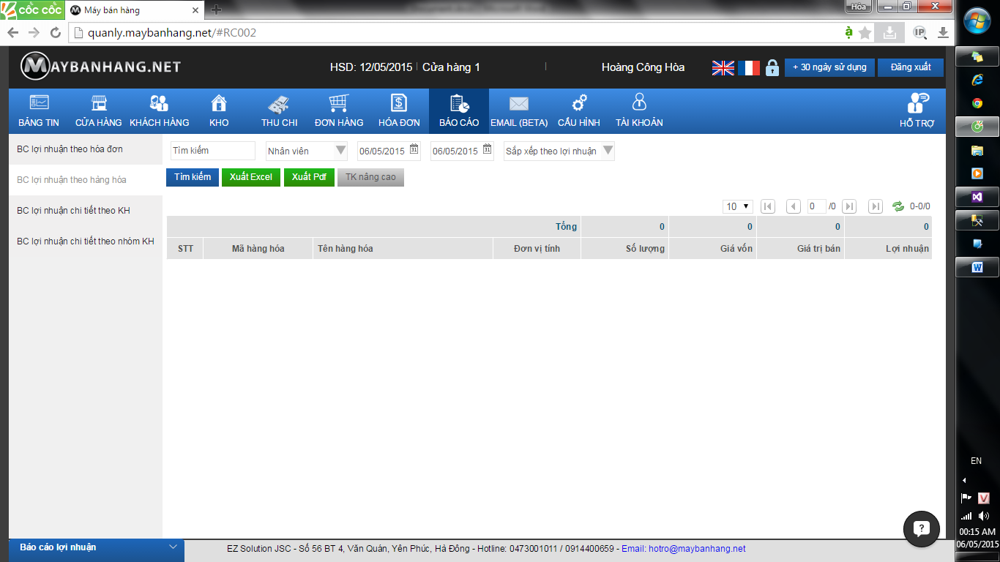 CỐC CỐC Máy bán hàng Hòa
quanly.maybanhang.net/#RC002
MAYBANHANG.NET HSD: 12/05/2015 | Cửa hàng 1 | Hoàng Công Hòa + 30 ngày sử dụng Đăng xuất
BẢNG TIN CỬA HÀNG KHÁCH HÀNG KHO THU CHI ĐƠN HÀNG HÓA ĐƠN BÁO CÁO EMAIL (BETA) CẤU HÌNH TÀI KHOẢN HỖ TRỢ
BC lợi nhuận theo hóa đơn
BC lợi nhuận theo hàng hóa
BC lợi nhuận chi tiết theo KH
BC lợi nhuận chi tiết theo nhóm KH
Tìm kiếm Nhân viên 06/05/2015 06/05/2015 Sắp xếp theo lợi nhuận
Tìm kiếm Xuất Excel Xuất Pdf TK nâng cao
10 0 /0 0-0/0
Tổng 0 0 0 0
STT Mã hàng hóa Tên hàng hóa Đơn vị tính Số lượng Giá vốn Giá trị bán Lợi nhuận
Báo cáo lợi nhuận
EZ Solution JSC - Số 56 BT 4, Văn Quán, Yên Phúc, Hà Đông - Hotline: 0473001011 / 0914400659 - Email: hotro@maybanhang.net
EN
00:15 AM
06/05/2015